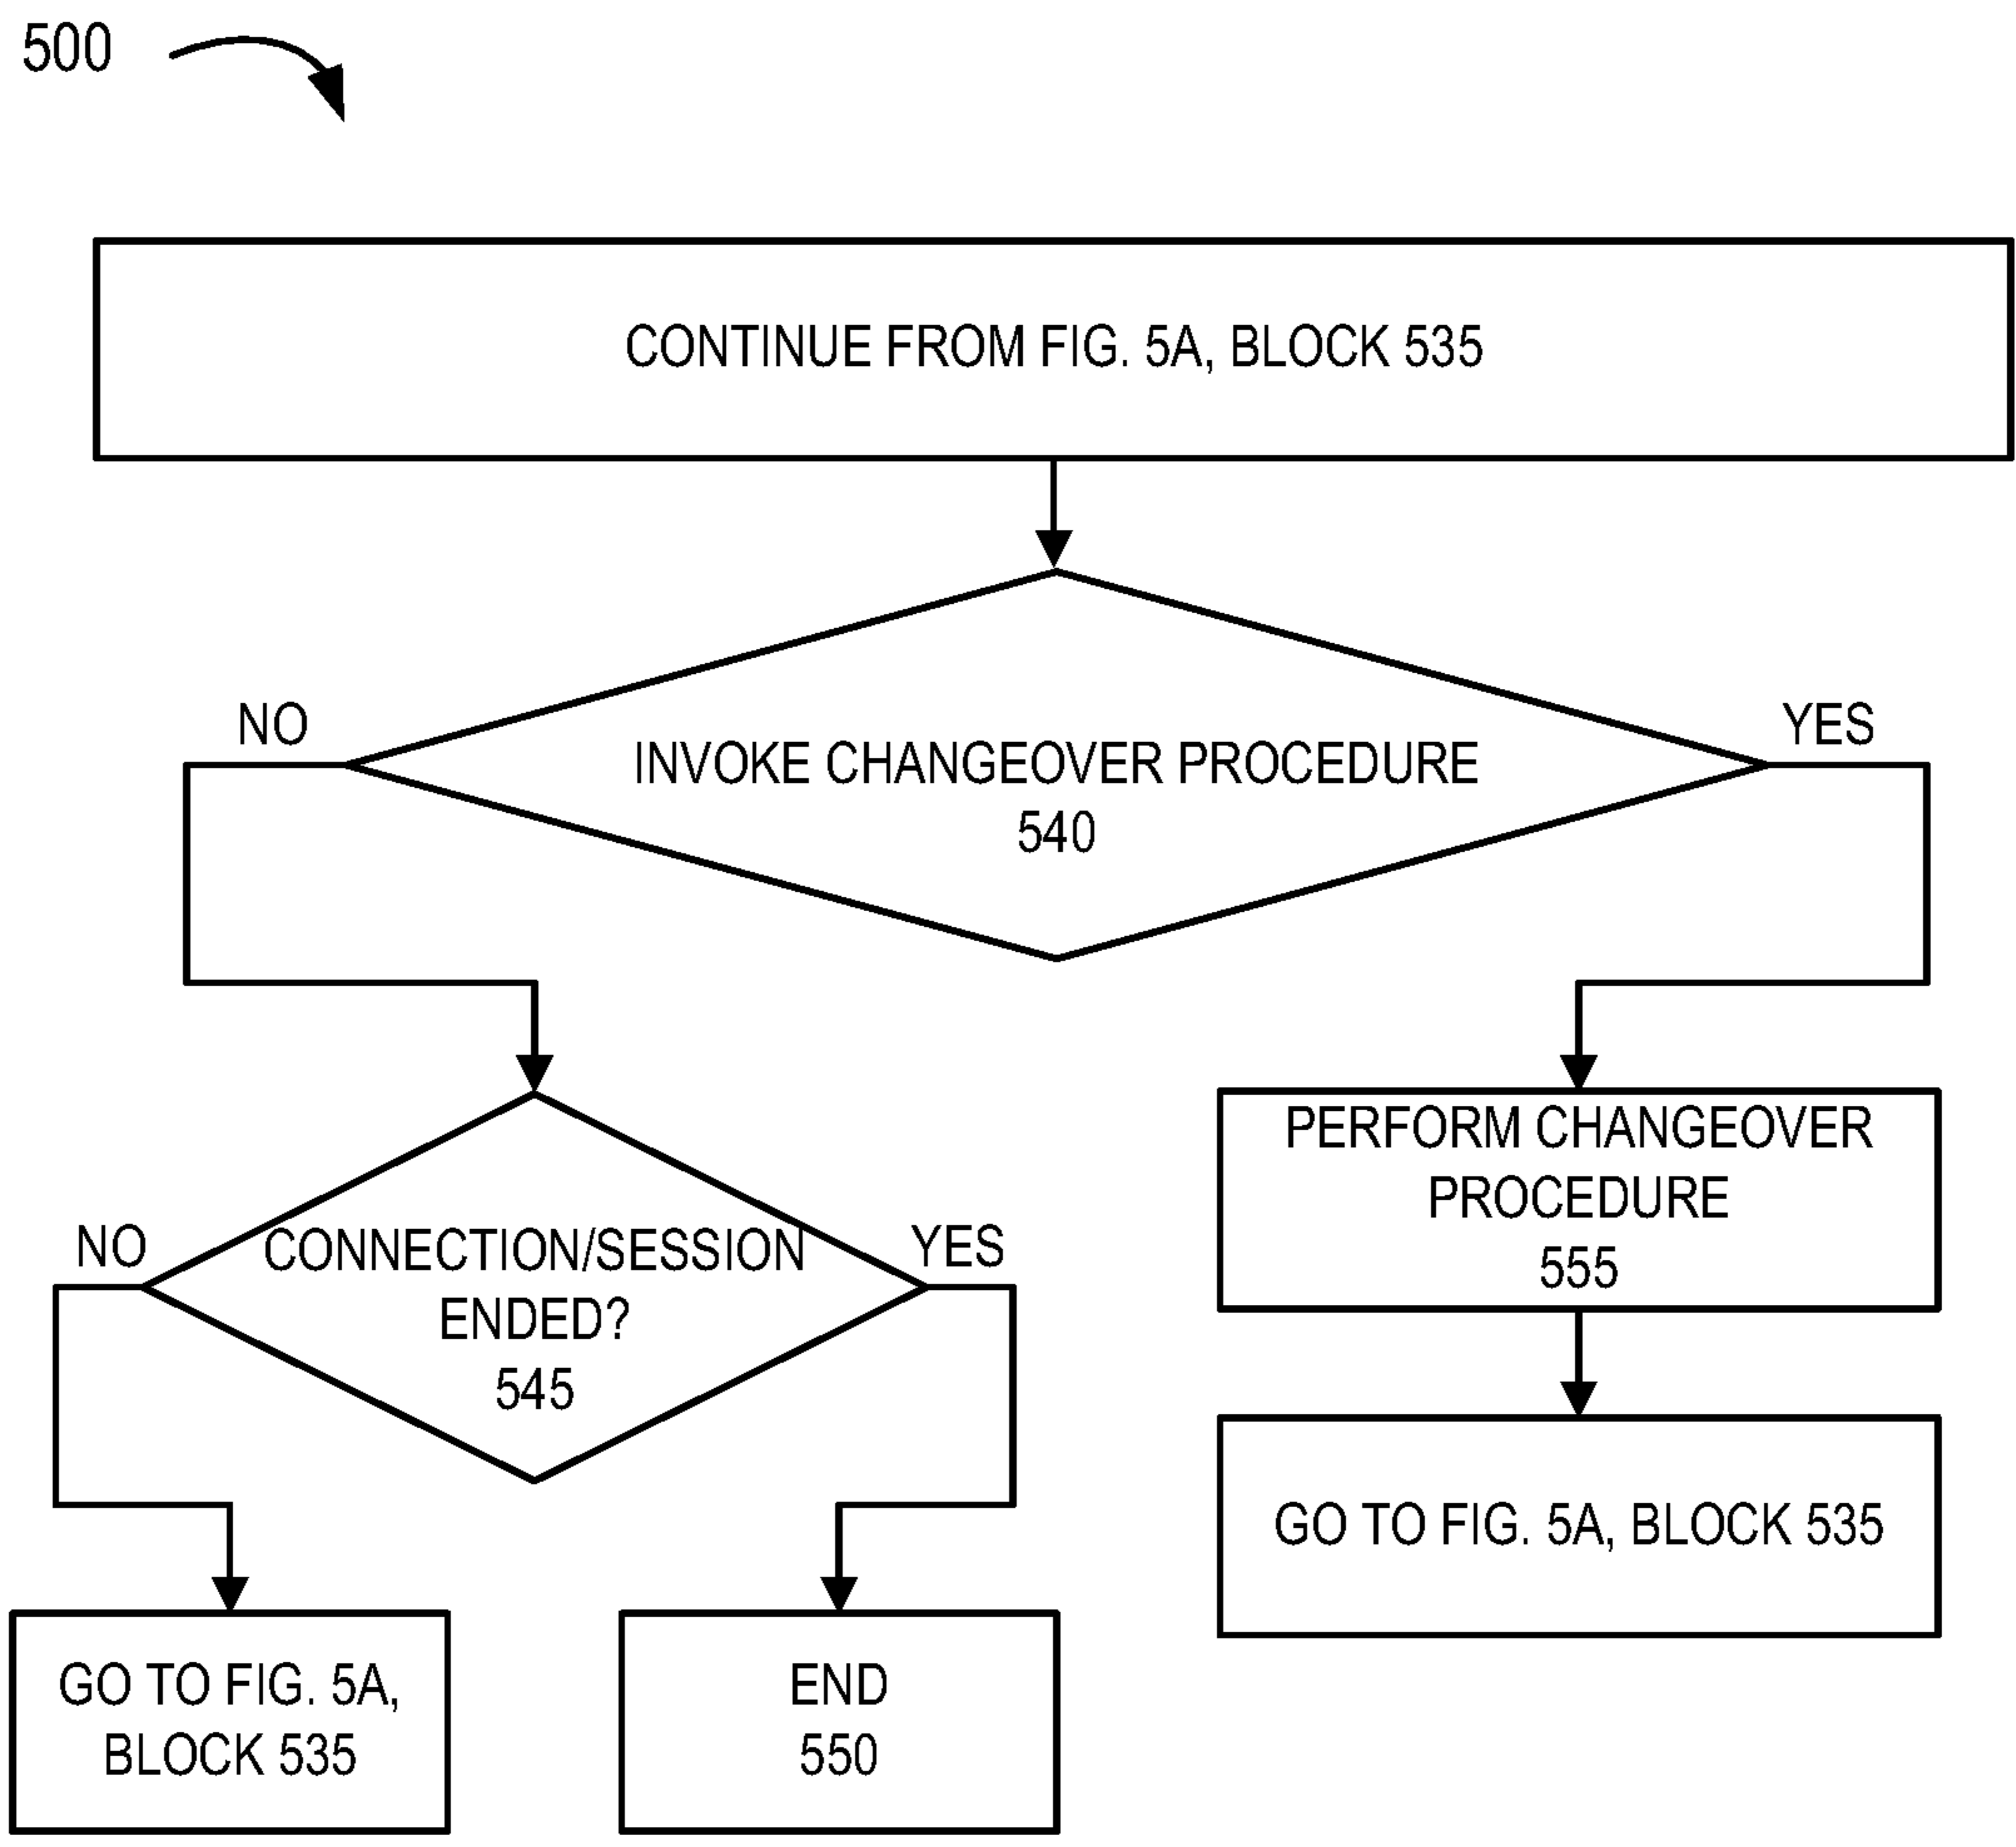 500
CONTINUE FROM FIG. 5A, BLOCK 535
NO
YES
INVOKE CHANGEOVER PROCEDURE
540
NO
CONNECTION/SESSION
ENDED?
545
YES
PERFORM CHANGEOVER
PROCEDURE
555
GO TO FIG. 5A, BLOCK 535
GO TO FIG. 5A,
BLOCK 535
END
550